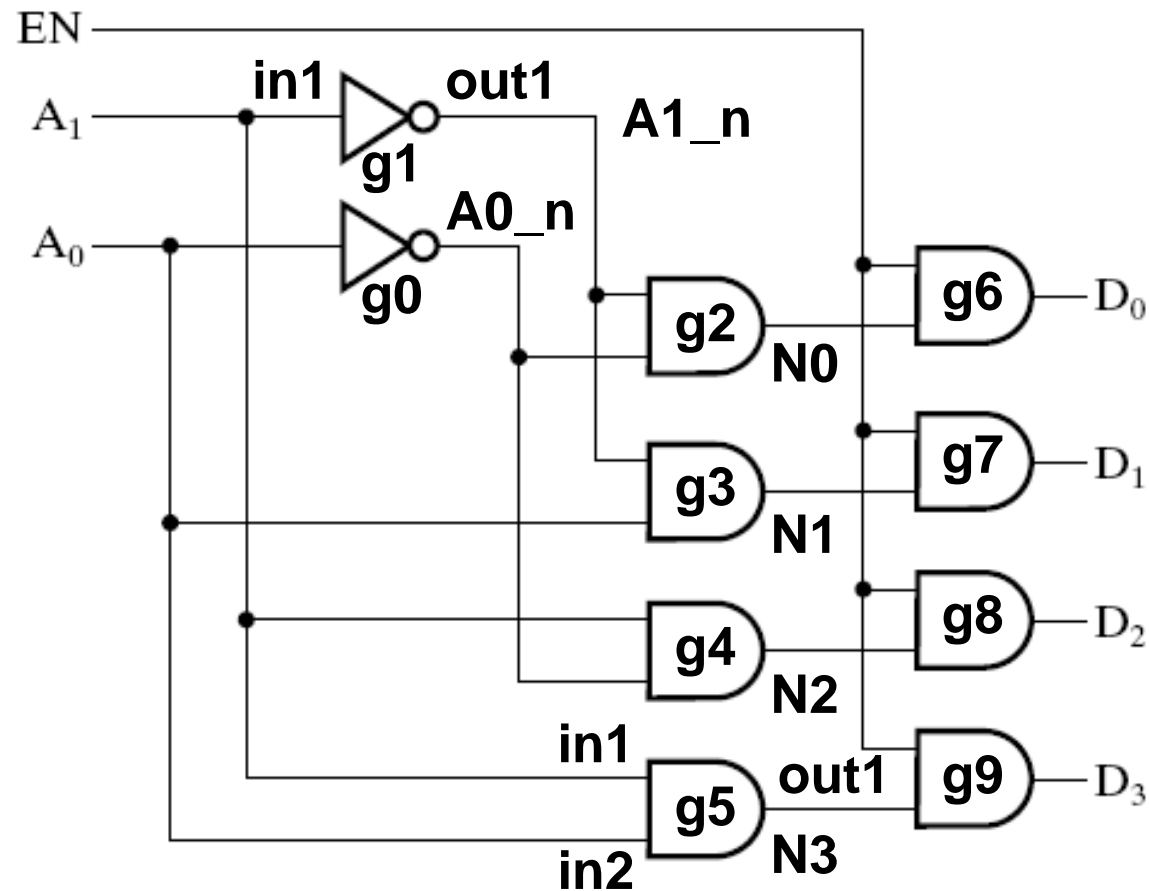 EN
in1 out1
A1 A1_n
g1
A0_n
A0
g0
g6 D0
g2
N0
g7 D1
g3
N1
g8 D2
g4
N2
in1
out1 g9 D3
g5
N3
in2